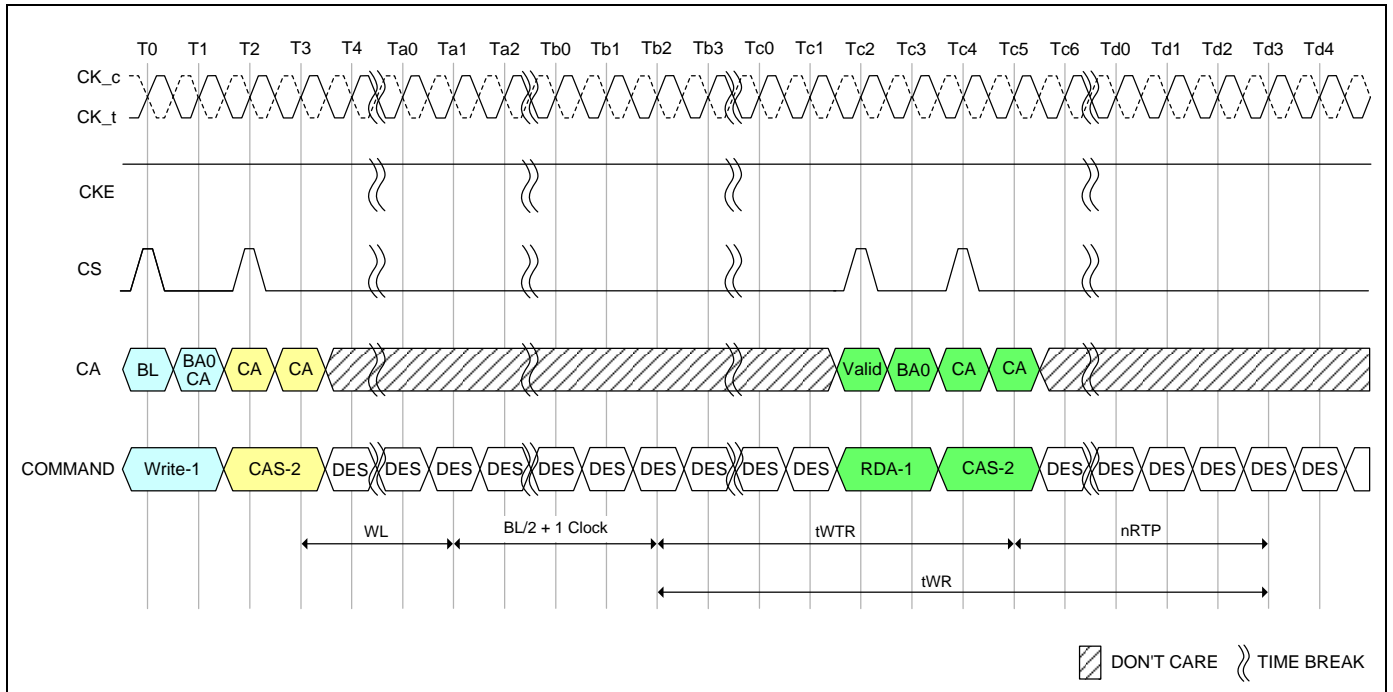 T0 T1 T2 T3 T4 Ta0 Ta1 Ta2 Tb0 Tb1 Tb2 Tb3 Tc0 Tc1 Tc2 Tc3 Tc4 Tc5 Tc6 Td0 Td1 Td2 Td3 Td4
CK_c
CK_t
CKE
CS
CA BL BA0 CA CA CA Valid BA0 CA CA
COMMAND Write-1 CAS-2 DES DES DES DES DES DES DES DES DES DES RDA-1 CAS-2 DES DES DES DES DES DES
WL BL/2 + 1 Clock tWTR nRTP
tWR
DON'T CARE TIME BREAK